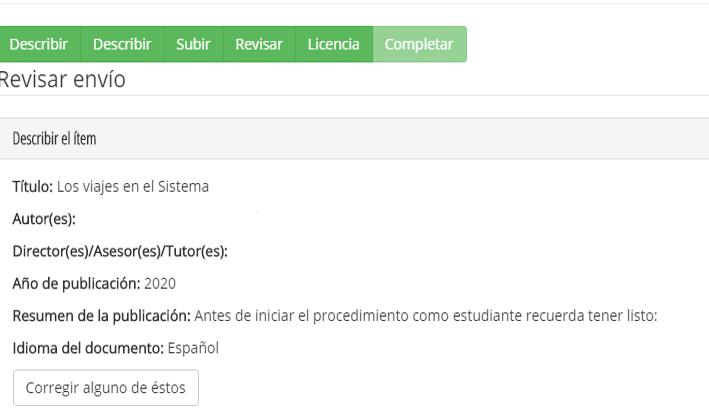 Describir Describir Subir Revisar Licencia Completar
Revisar envío
Describir el ítem
Título: Los viajes en el Sistema
Autor(es):
Director(es)/Asesor(es)/Tutor(es):
Año de publicación: 2020
Resumen de la publicación: Antes de iniciar el procedimiento como estudiante recuerda tener listo:
Idioma del documento: Español
Corregir alguno de éstos